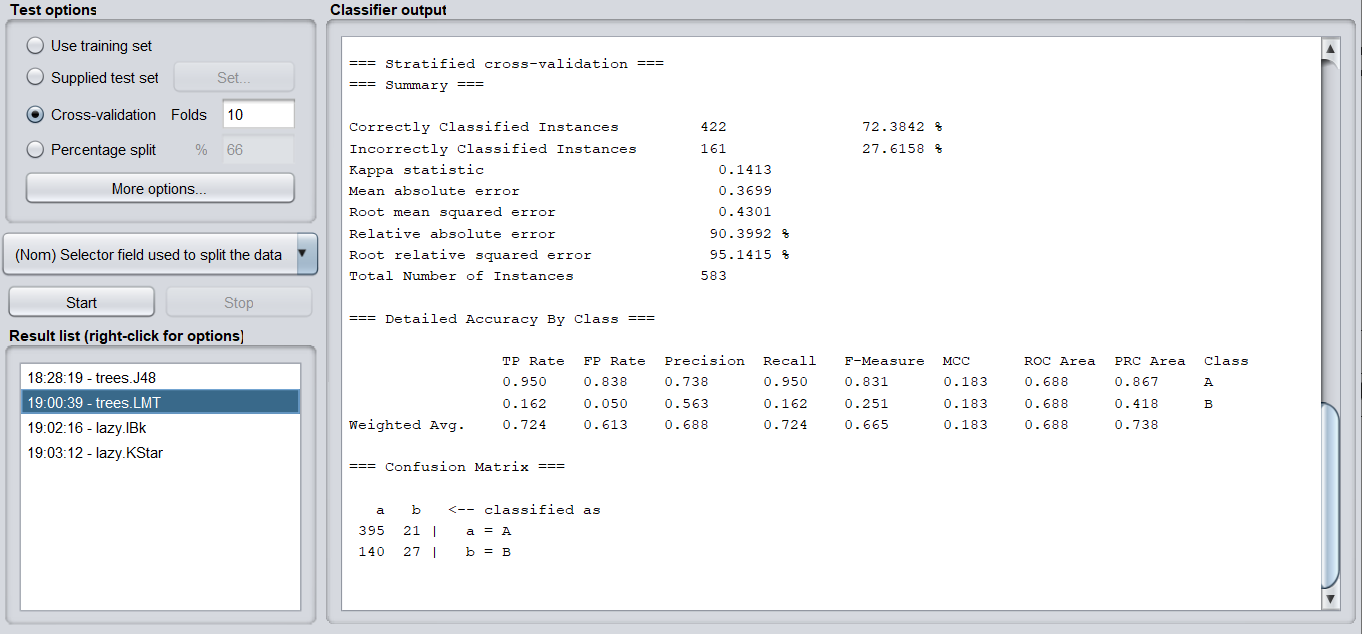 Test options
Use training set
Supplied test set Set...
Cross-validation Folds 10
Percentage split % 66
More options...
(Nom) Selector field used to split the data
Start Stop
Result list (right-click for options)
18:28:19 - trees.J48
19:00:39 - trees.LMT
19:02:16 - lazy.IBk
19:03:12 - lazy.KStar
Classifier output
=== Stratified cross-validation ===
=== Summary ===
Correctly Classified Instances 422 72.3842 %
Incorrectly Classified Instances 161 27.6158 %
Kappa statistic 0.1413
Mean absolute error 0.3699
Root mean squared error 0.4301
Relative absolute error 90.3992 %
Root relative squared error 95.1415 %
Total Number of Instances 583
=== Detailed Accuracy By Class ===
TP Rate FP Rate Precision Recall F-Measure MCC ROC Area PRC Area Class
0.950 0.838 0.738 0.950 0.831 0.183 0.688 0.867 A
0.162 0.050 0.563 0.162 0.251 0.183 0.688 0.418 B
Weighted Avg. 0.724 0.613 0.688 0.724 0.665 0.183 0.688 0.738
=== Confusion Matrix ===
a b <-- classified as
395 21 | a = A
140 27 | b = B